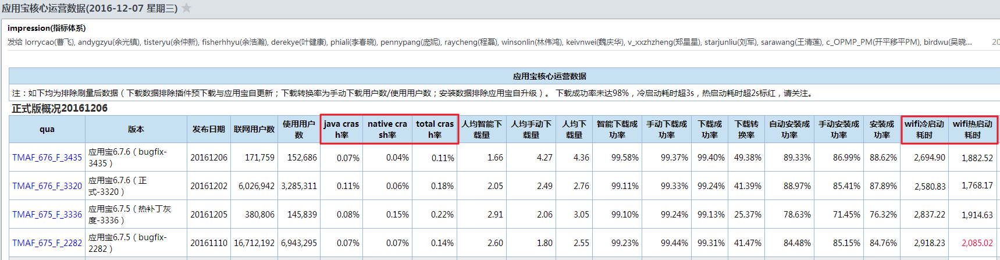 应用宝核心运营数据(2016-12-07 星期三)
impression(指标体系)
发给 lorrycao(曹飞), andygzyu(余光镇), tisteryu(余仲新), fisherhhyu(余浩瀚), derekye(叶健康), phiali(李春晓), pennypang(庞妮), raycheng(程磊), winsonlin(林伟鸿), keivnwei(魏庆华), v_xxzhzheng(郑星星), starjunliu(刘军), sarawang(王清莲), c_OPMP_PM(开平移平PM), birdwu(吴晓... 20
应用宝核心运营数据
注：如下均为排除刷量后数据（下载数据排除插件预下载与应用宝自更新；下载转换率为手动下载用户数/使用用户数；安装数据排除应用宝自升级）。 下载成功率未达98%，冷启动耗时超3s，热启动耗时超2s标红，请关注。
正式版概况20161206
qua 版本 发布日期 联网用户数 使用用户数 java crash率 native crash率 total crash率 人均智能下载量 人均手动下载量 人均下载量 智能下载成功率 手动下载成功率 下载成功率 下载转换率 自动安装成功率 手动安装成功率 安装成功率 wifi冷启动耗时 wifi热启动耗时
TMAF_676_F_3435 应用宝6.7.6（bugfix-3435） 20161206 171,759 152,686 0.07% 0.04% 0.11% 1.66 4.27 4.36 99.58% 99.37% 99.40% 49.38% 89.33% 86.99% 88.62% 2,694.90 1,882.52
TMAF_676_F_3320 应用宝6.7.6（正式-3320） 20161202 6,026,942 3,285,311 0.11% 0.06% 0.18% 2.05 2.49 2.76 99.11% 99.33% 99.24% 41.39% 88.97% 85.41% 87.89% 2,580.83 1,768.17
TMAF_675_F_3336 应用宝6.7.5（热补丁灰度-3336） 20161205 380,806 145,839 0.08% 0.15% 0.22% 2.91 2.06 3.05 99.10% 99.24% 99.13% 25.37% 78.63% 71.45% 76.32% 2,837.22 1,914.63
TMAF_675_F_2282 应用宝6.7.5（bugfix-2282） 20161110 16,712,192 6,943,295 0.07% 0.07% 0.14% 2.60 1.80 2.55 99.23% 99.44% 99.31% 41.47% 84.48% 85.15% 84.76% 2,918.23 2,085.02